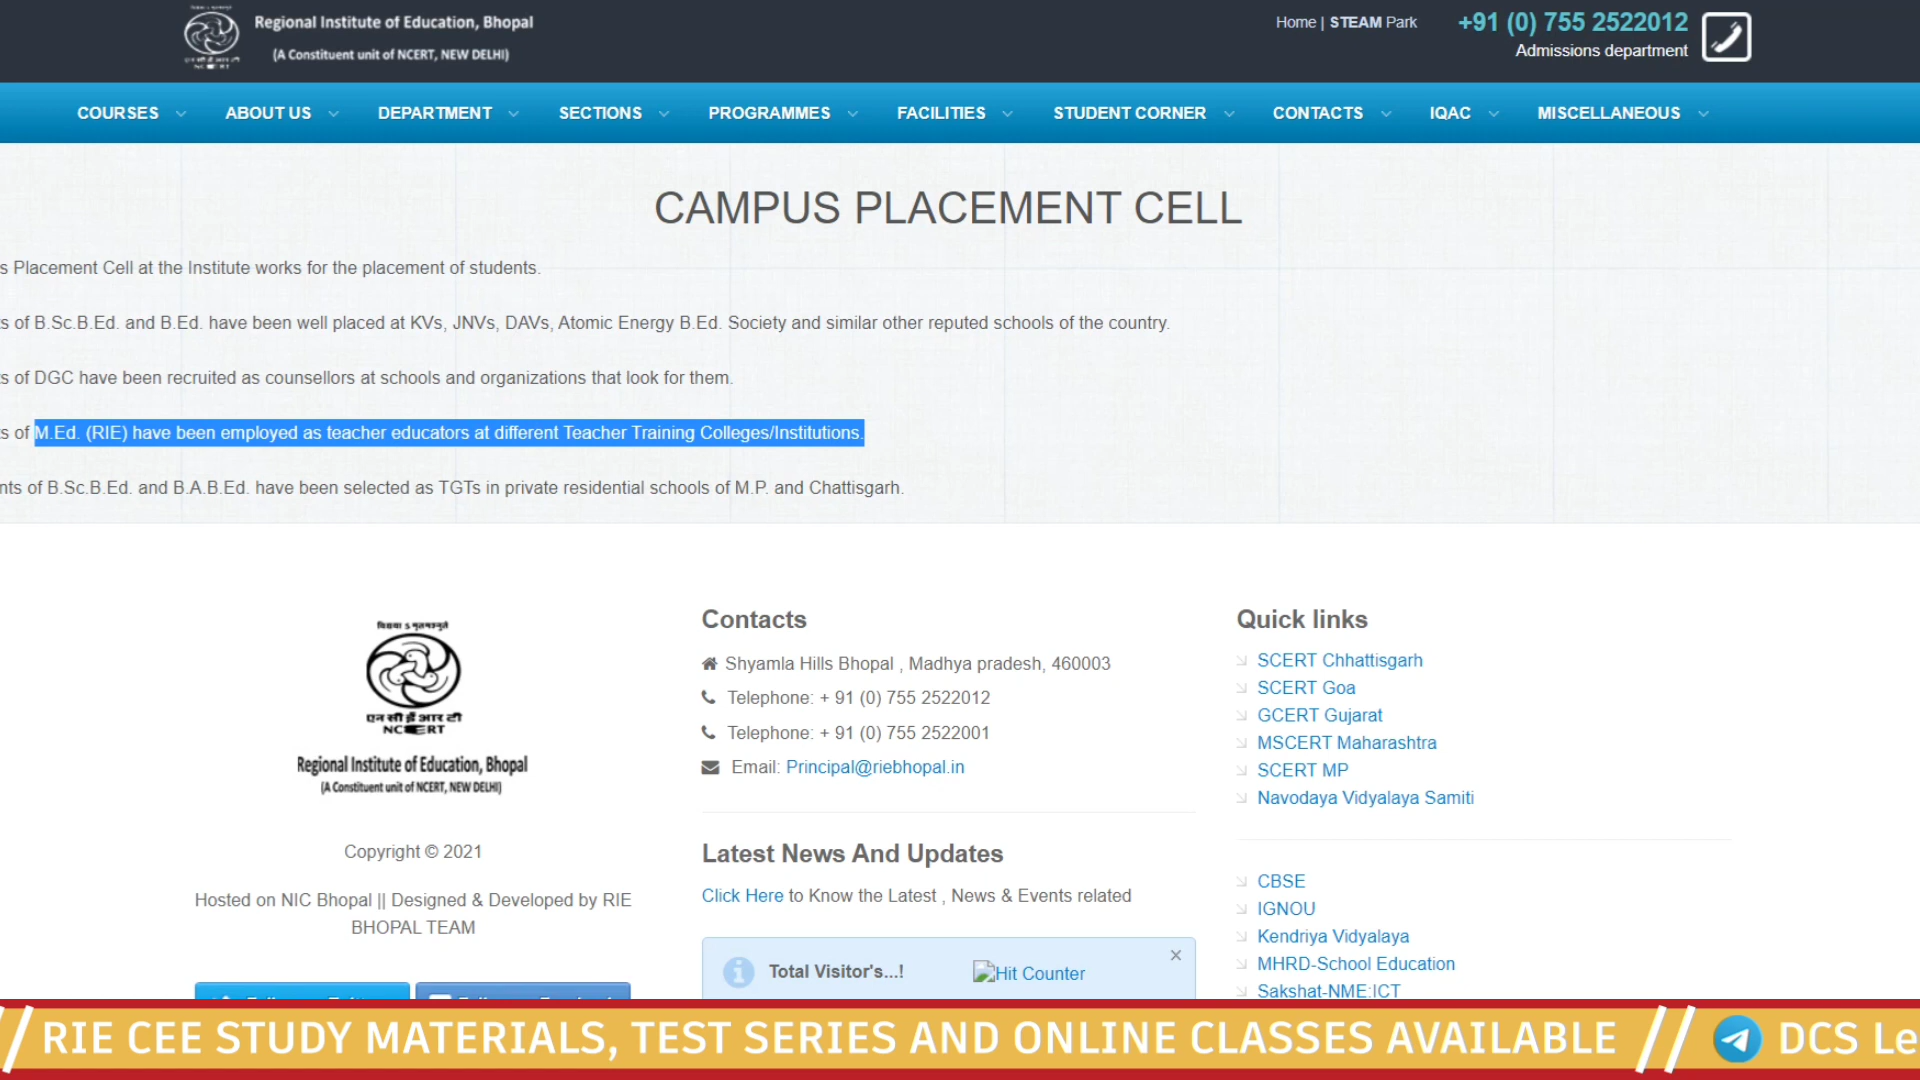 Regional Institute of Education, Bhopal
(A Constituent unit of NCERT, NEW DELHI)
Home | STEAM Park
+91 (0) 755 2522012
Admissions department
COURSES ABOUT US DEPARTMENT SECTIONS PROGRAMMES FACILITIES STUDENT CORNER CONTACTS IQAC MISCELLANEOUS
CAMPUS PLACEMENT CELL
s Placement Cell at the Institute works for the placement of students.
s of B.Sc.B.Ed. and B.Ed. have been well placed at KVs, JNVs, DAVs, Atomic Energy B.Ed. Society and similar other reputed schools of the country.
s of DGC have been recruited as counsellors at schools and organizations that look for them.
s of M.Ed. (RIE) have been employed as teacher educators at different Teacher Training Colleges/Institutions.
nts of B.Sc.B.Ed. and B.A.B.Ed. have been selected as TGTs in private residential schools of M.P. and Chattisgarh.
एन सी ई आर टी
NCERT
Regional Institute of Education, Bhopal
(A Constituent unit of NCERT, NEW DELHI)
Copyright © 2021
Hosted on NIC Bhopal || Designed & Developed by RIE
BHOPAL TEAM
Contacts
Shyamla Hills Bhopal , Madhya pradesh, 460003
Telephone: + 91 (0) 755 2522012
Telephone: + 91 (0) 755 2522001
Email: Principal@riebhopal.in
Latest News And Updates
Click Here to Know the Latest , News & Events related
Total Visitor's...!
Hit Counter
Quick links
SCERT Chhattisgarh
SCERT Goa
GCERT Gujarat
MSCERT Maharashtra
SCERT MP
Navodaya Vidyalaya Samiti
CBSE
IGNOU
Kendriya Vidyalaya
MHRD-School Education
Sakshat-NME:ICT
// RIE CEE STUDY MATERIALS, TEST SERIES AND ONLINE CLASSES AVAILABLE // DCS Le